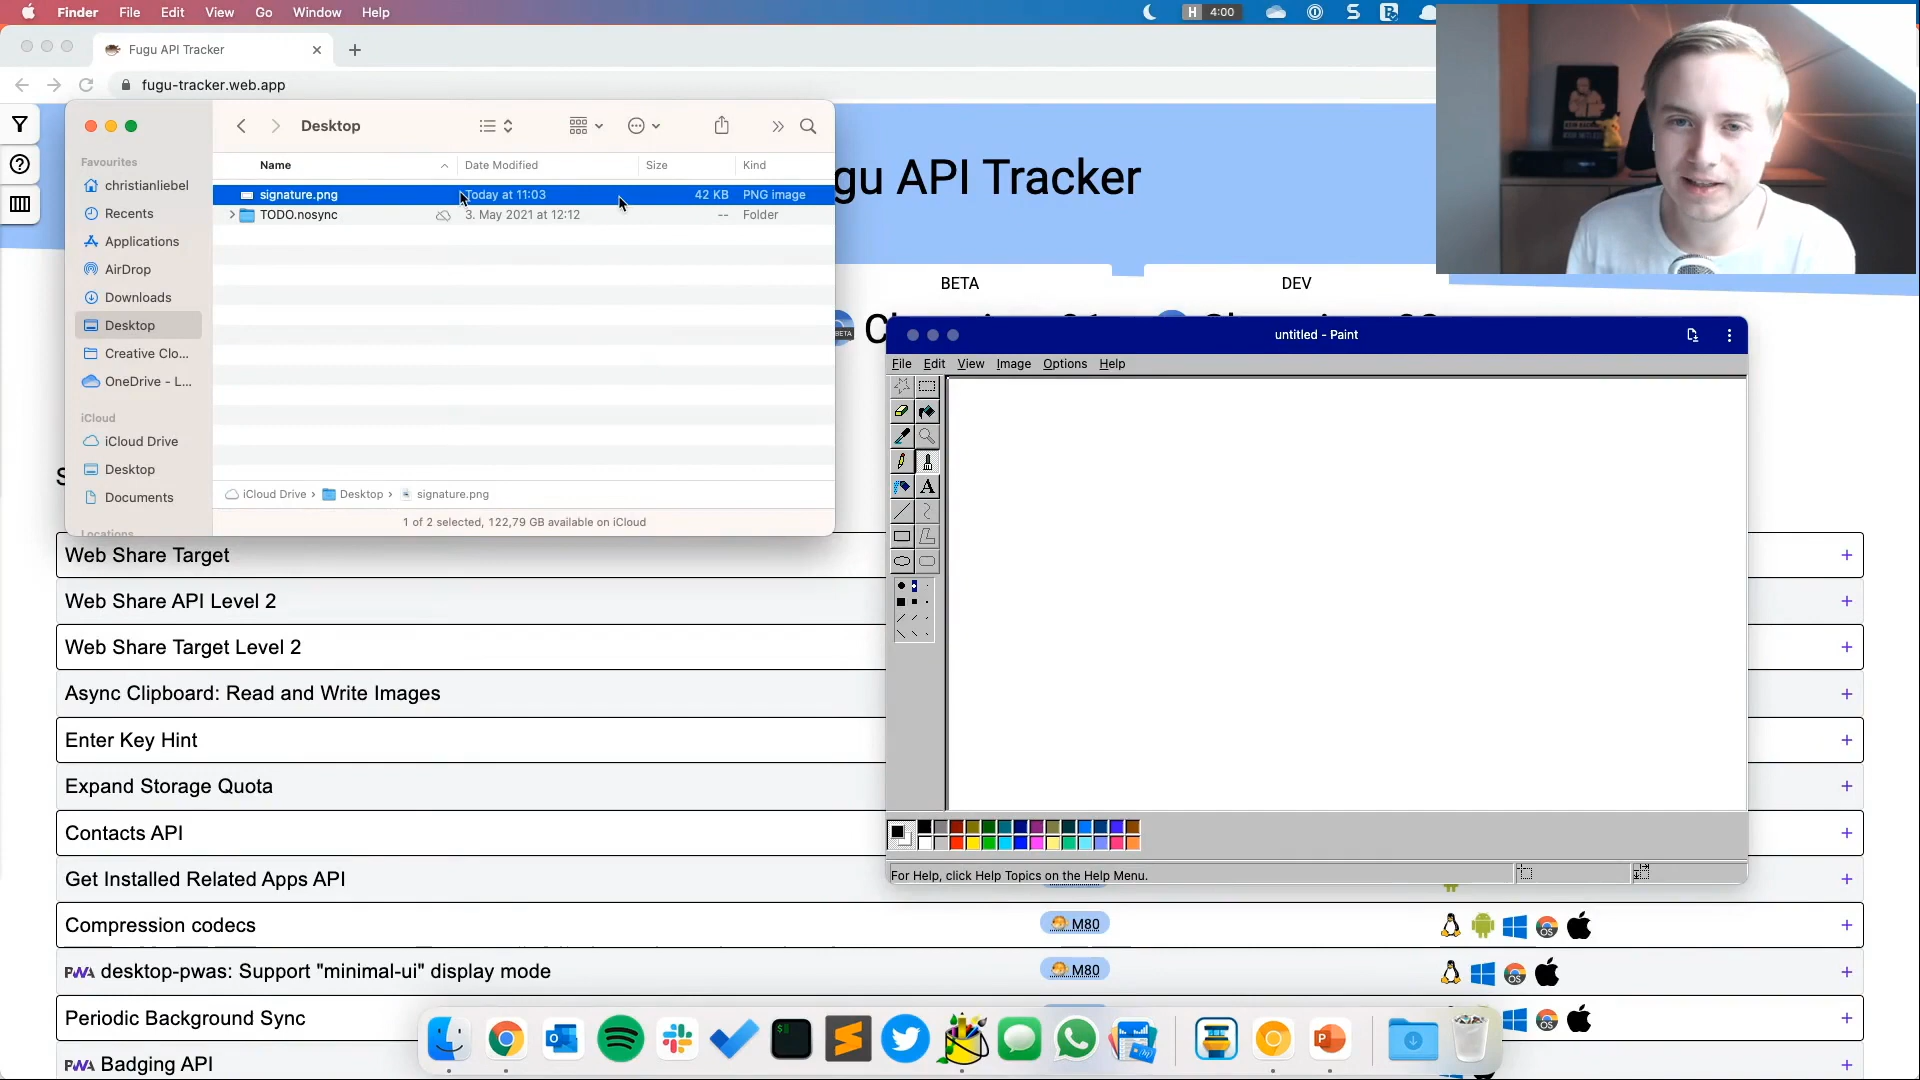 Finder File Edit View Go Window Help
H 4:00
Fugu API Tracker
fugu-tracker.web.app
Desktop
Favourites
christianliebel
Recents
Applications
AirDrop
Downloads
Desktop
Creative Clo...
OneDrive - L...
iCloud
iCloud Drive
Desktop
Documents
Locations
Name Date Modified Size Kind
signature.png Today at 11:03 42 KB PNG image
TODO.nosync 3. May 2021 at 12:12 -- Folder
iCloud Drive › Desktop › signature.png
1 of 2 selected, 122,79 GB available on iCloud
gu API Tracker
BETA
DEV
BETA
untitled - Paint
File Edit View Image Options Help
A
For Help, click Help Topics on the Help Menu.
Web Share Target
Web Share API Level 2
Web Share Target Level 2
Async Clipboard: Read and Write Images
Enter Key Hint
Expand Storage Quota
Contacts API
Get Installed Related Apps API
Compression codecs M80
PWA desktop-pwas: Support "minimal-ui" display mode M80
Periodic Background Sync
PWA Badging API